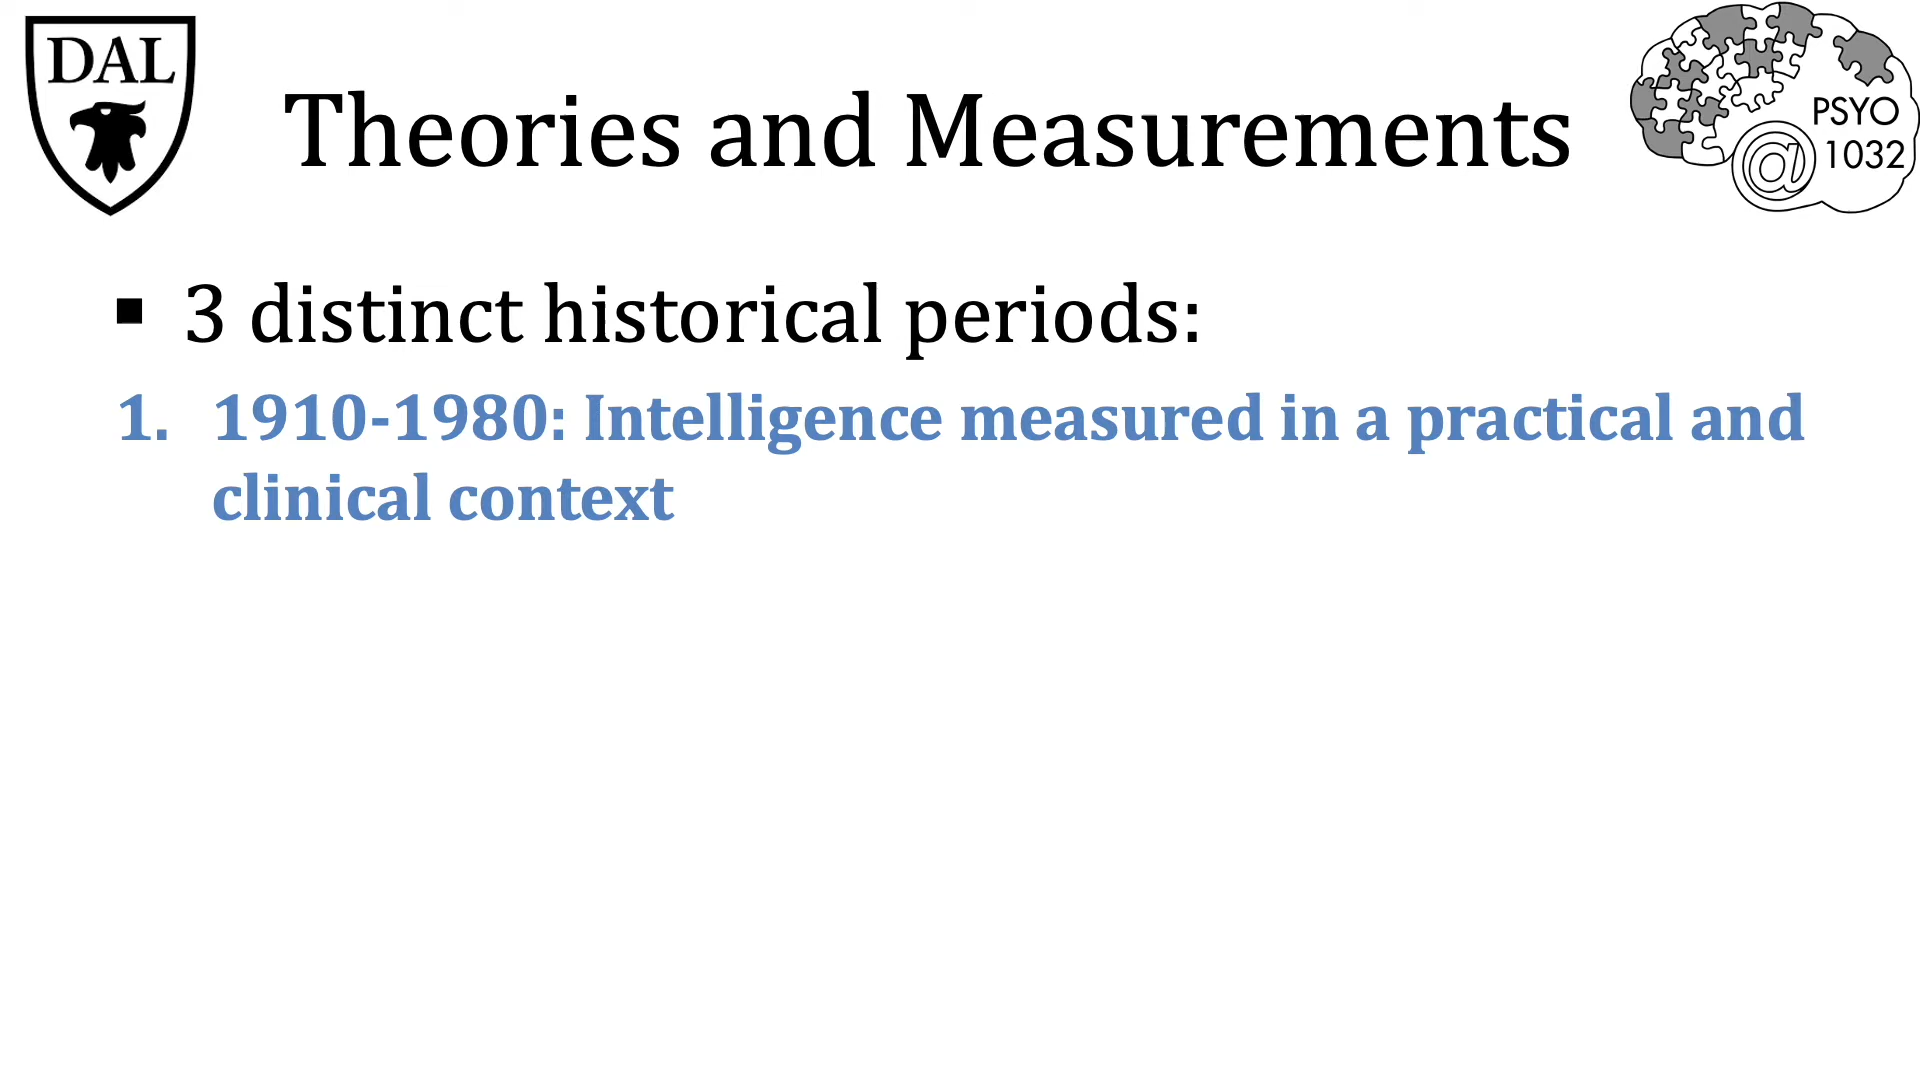 DAL
Theories and Measurements
PSYO
@ 1032
▪ 3 distinct historical periods:
1. 1910-1980: Intelligence measured in a practical and
clinical context